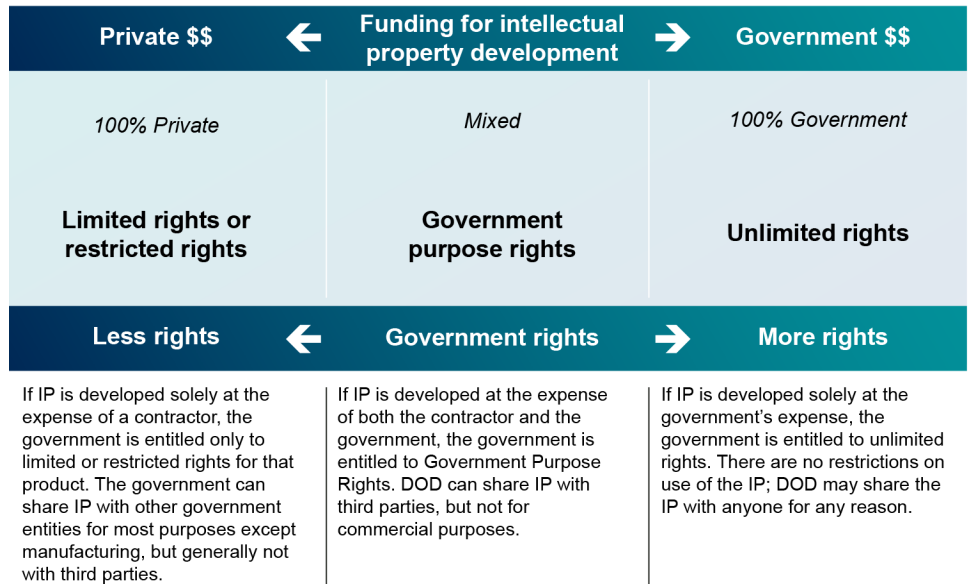 Private $$
Funding for intellectual
property development
Government $$
100% Private
Mixed
100% Government
Limited rights or
restricted rights
Government
purpose rights
Unlimited rights
Less rights
Government rights
More rights
If IP is developed solely at the
expense of a contractor, the
government is entitled only to
limited or restricted rights for that
product. The government can
share IP with other government
entities for most purposes except
manufacturing, but generally not
with third parties.
If IP is developed at the expense
of both the contractor and the
government, the government is
entitled to Government Purpose
Rights. DOD can share IP with
third parties, but not for
commercial purposes.
If IP is developed solely at the
government’s expense, the
government is entitled to unlimited
rights. There are no restrictions on
use of the IP; DOD may share the
IP with anyone for any reason.